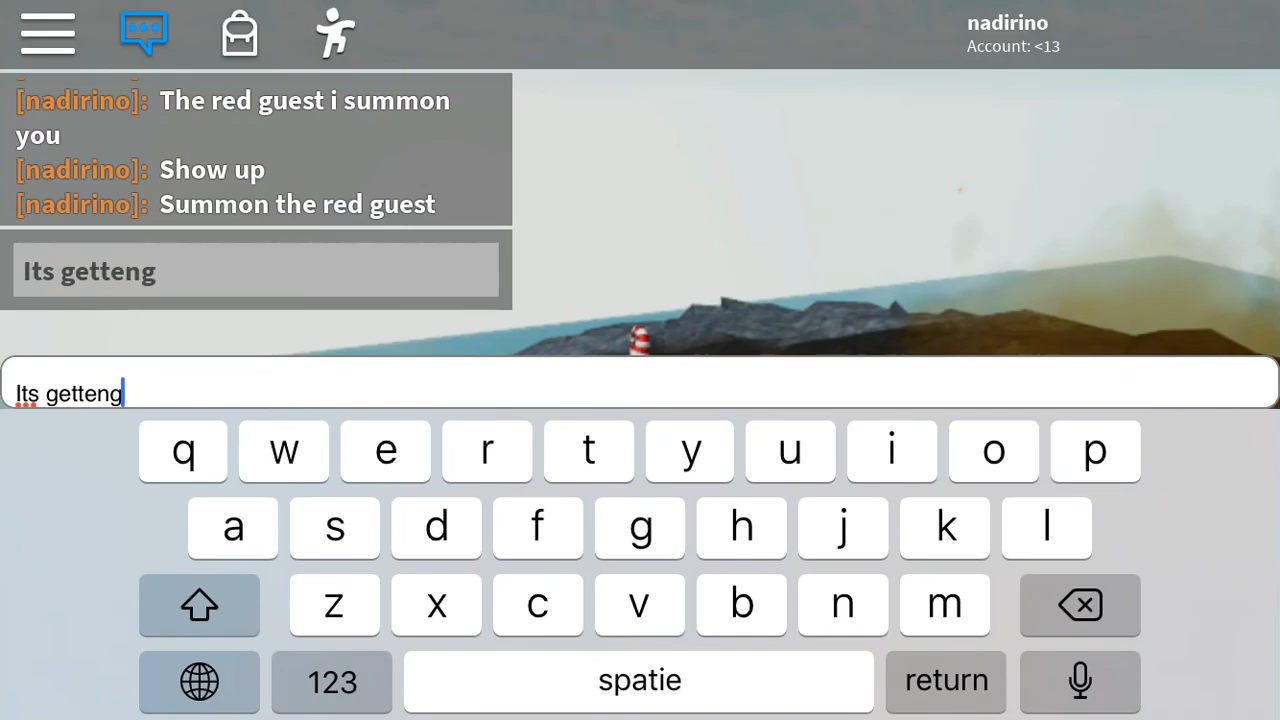 nadirino
Account: <13
[nadirino]: The red guest i summon
you
[nadirino]: Show up
[nadirino]: Summon the red guest
Its getteng
Its getteng
q w e r t y u i o p
a s d f g h j k l
z x c v b n m
123 spatie return